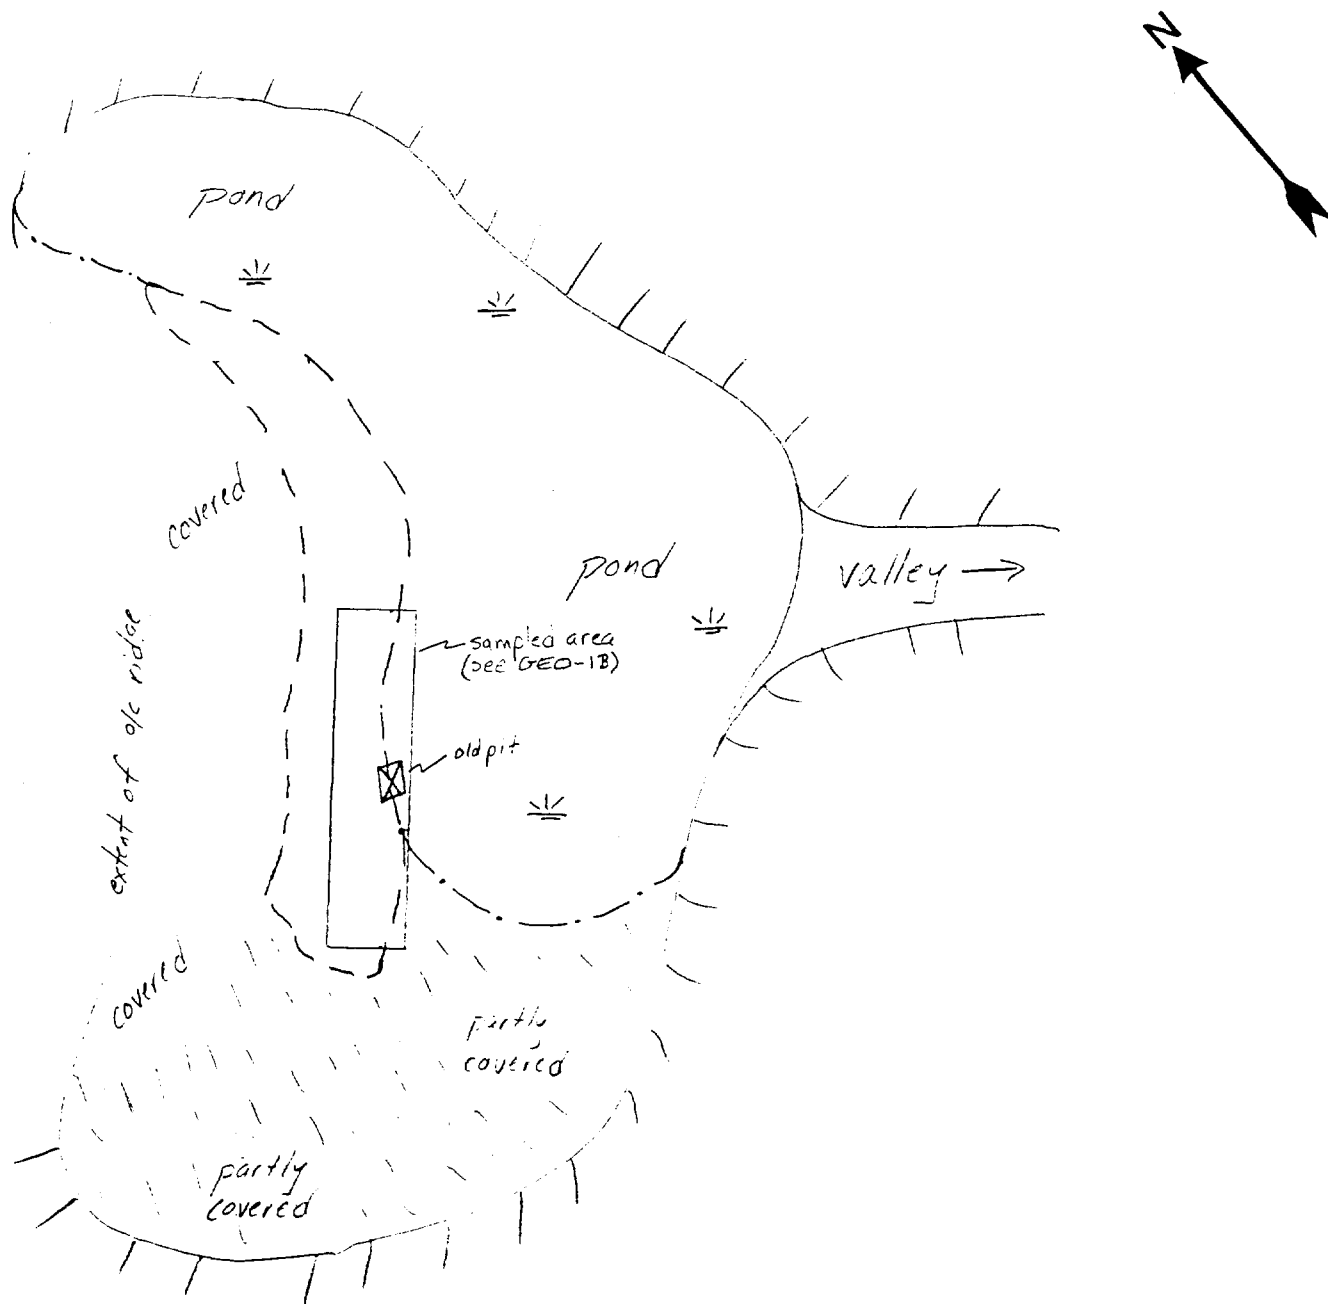 N
pond
covered
pond
valley →
sampled area
(see GEO-1B)
extent of o/c ridge
old pit
covered
partly
covered
partly
covered